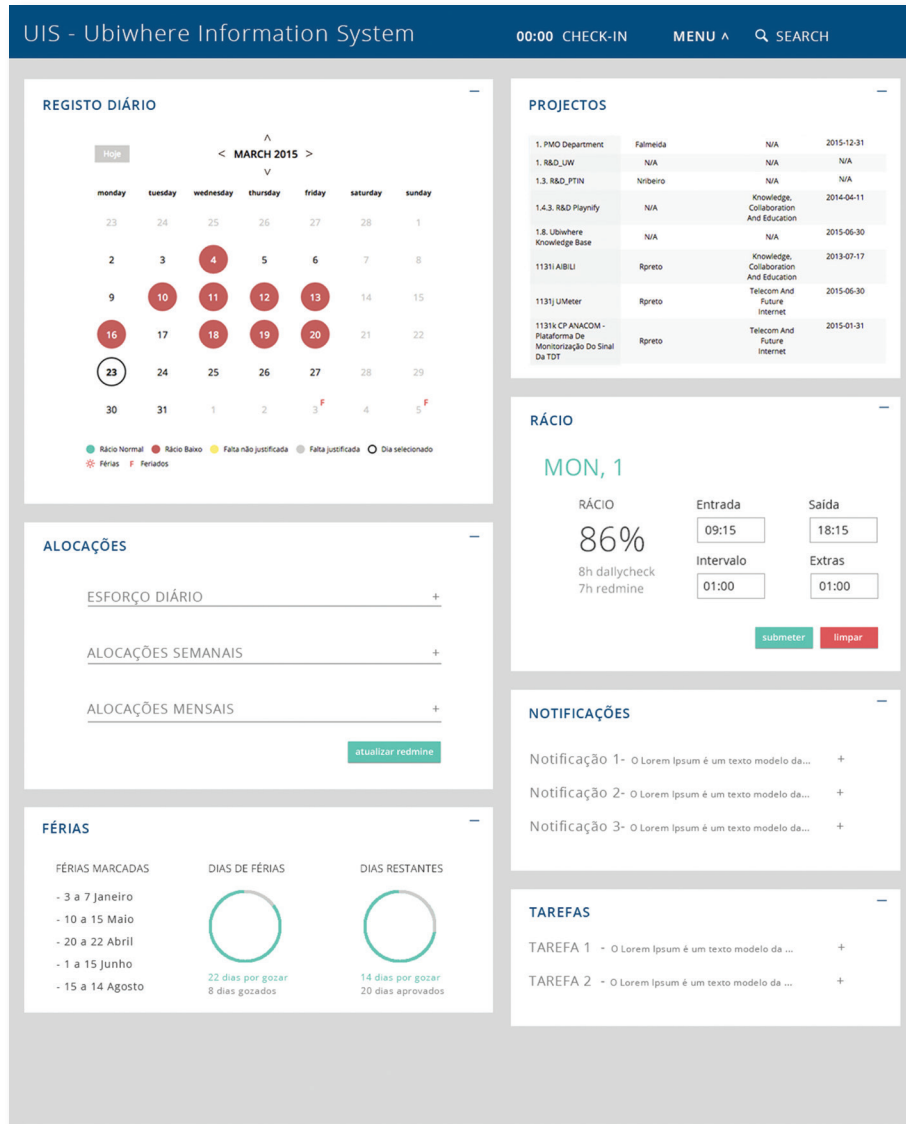 UIS - Ubiwhere Information System
00:00 CHECK-IN MENU ˄ SEARCH
REGISTO DIÁRIO
Hoje
< MARCH 2015 >
monday tuesday wednesday thursday friday saturday sunday
23 24 25 26 27 28 1
2 3 4 5 6 7 8
9 10 11 12 13 14 15
16 17 18 19 20 21 22
23 24 25 26 27 28 29
30 31 1 2 3 F 4 5 F
Rácio Normal Rácio Baixo Falta não justificada Falta justificada Dia selecionado
Férias F Feriados
ALOCAÇÕES
ESFORÇO DIÁRIO +
ALOCAÇÕES SEMANAIS +
ALOCAÇÕES MENSAIS +
atualizar redmine
FÉRIAS
FÉRIAS MARCADAS DIAS DE FÉRIAS DIAS RESTANTES
- 3 a 7 Janeiro
- 10 a 15 Maio
- 20 a 22 Abril
- 1 a 15 Junho
- 15 a 14 Agosto
22 dias por gozar 14 dias por gozar
8 dias gozados 20 dias aprovados
PROJECTOS
1. PMO Department Falmeida N/A 2015-12-31
1. R&D_UW N/A N/A N/A
1.3. R&D_PTIN Nribeiro N/A N/A
1.4.3. R&D Playnify N/A Knowledge, 2014-04-11
Collaboration
And Education
1.8. Ubiwhere N/A N/A 2015-06-30
Knowledge Base
1131i AIBILI Rpreto Knowledge, 2013-07-17
Collaboration
And Education
1131j UMeter Rpreto Telecom And 2015-06-30
Future
Internet
1131k CP ANACOM - Rpreto Telecom And 2015-01-31
Plataforma De Future
Monitorização Do Sinal Internet
Da TDT
RÁCIO
MON, 1
RÁCIO Entrada Saída
86% 09:15 18:15
Intervalo Extras
8h dallycheck
7h redmine 01:00 01:00
submeter limpar
NOTIFICAÇÕES
Notificação 1- O Lorem Ipsum é um texto modelo da... +
Notificação 2- O Lorem Ipsum é um texto modelo da... +
Notificação 3- O Lorem Ipsum é um texto modelo da... +
TAREFAS
TAREFA 1 - O Lorem Ipsum é um texto modelo da ... +
TAREFA 2 - O Lorem Ipsum é um texto modelo da ... +